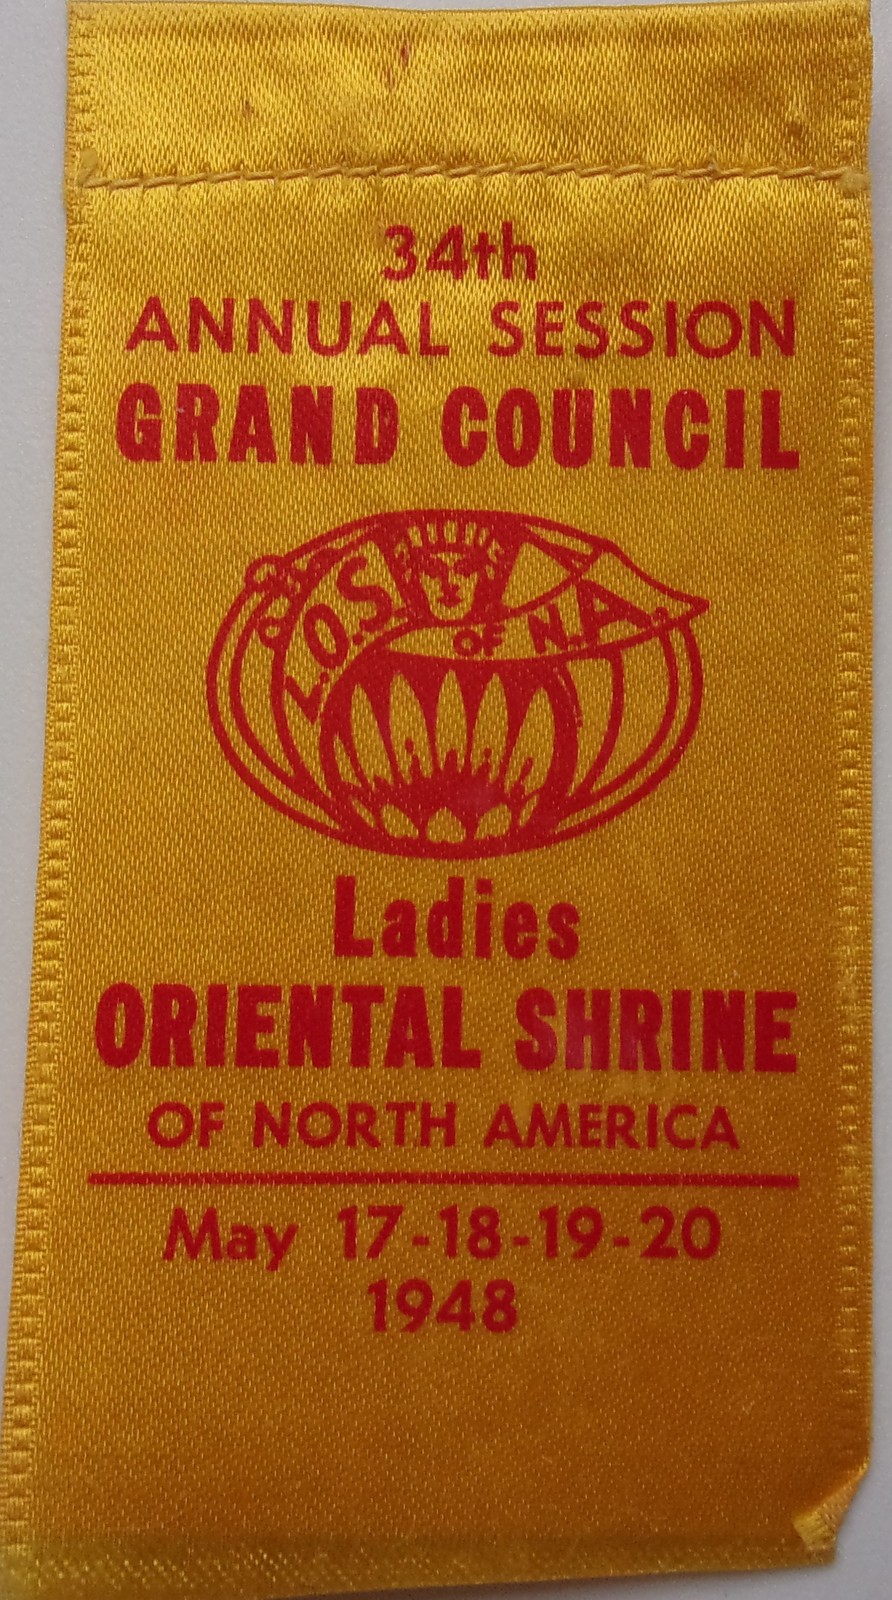 34th
ANNUAL SESSION
GRAND COUNCIL
L.O.S. OF N.A.
Ladies
ORIENTAL SHRINE
OF NORTH AMERICA
May 17-18-19-20
1948